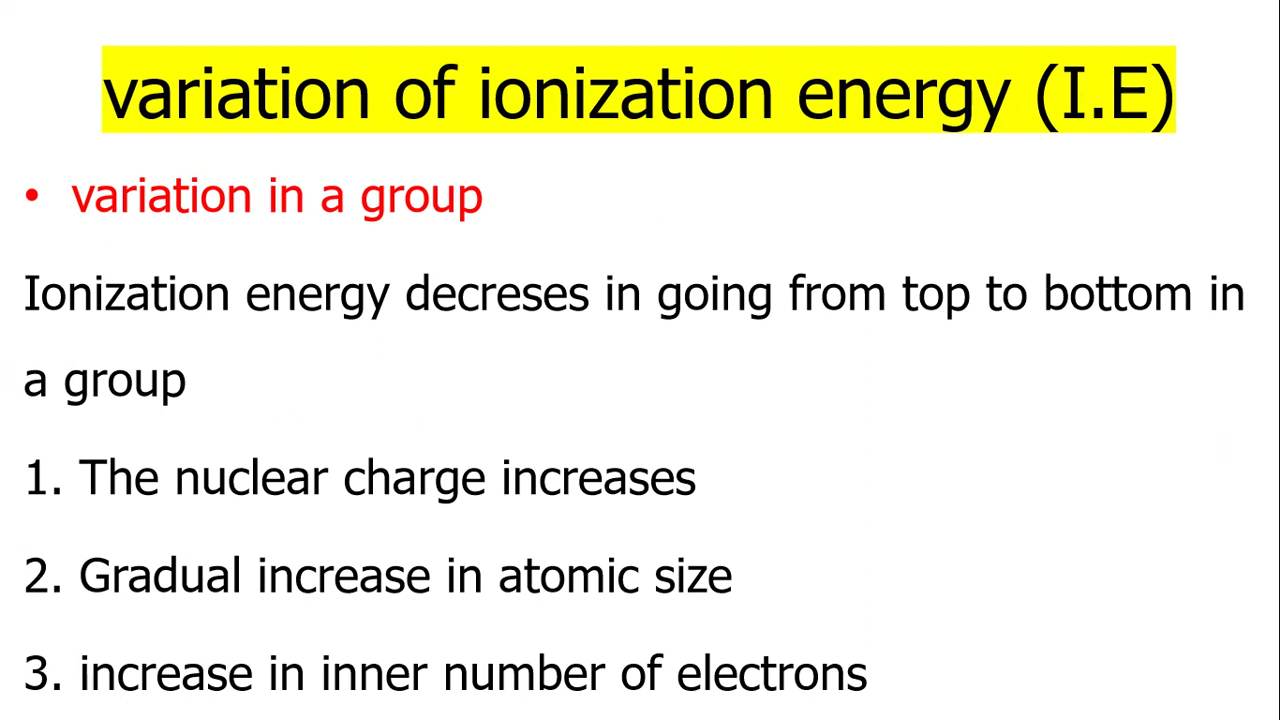 variation of ionization energy (I.E)
• variation in a group
Ionization energy decreses in going from top to bottom in
a group
1. The nuclear charge increases
2. Gradual increase in atomic size
3. increase in inner number of electrons